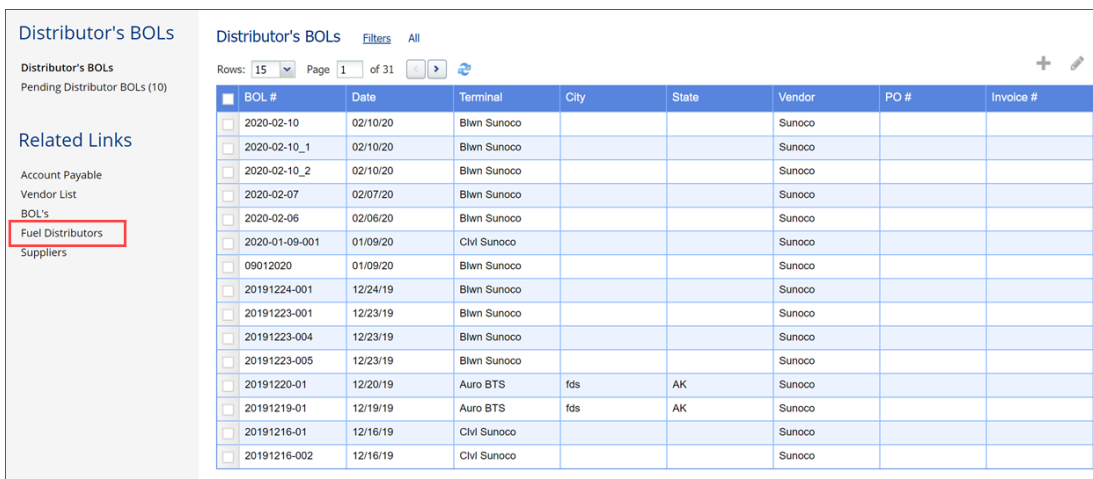 Distributor's BOLs
Distributor's BOLs
Pending Distributor BOLs (10)
Related Links
Account Payable
Vendor List
BOL's
Fuel Distributors
Suppliers
Distributor's BOLs Filters All
Rows: 15 Page 1 of 31
BOL # Date Terminal City State Vendor PO # Invoice #
2020-02-10 02/10/20 Blwn Sunoco Sunoco
2020-02-10_1 02/10/20 Blwn Sunoco Sunoco
2020-02-10_2 02/10/20 Blwn Sunoco Sunoco
2020-02-07 02/07/20 Blwn Sunoco Sunoco
2020-02-06 02/06/20 Blwn Sunoco Sunoco
2020-01-09-001 01/09/20 Clvl Sunoco Sunoco
09012020 01/09/20 Blwn Sunoco Sunoco
20191224-001 12/24/19 Blwn Sunoco Sunoco
20191223-001 12/23/19 Blwn Sunoco Sunoco
20191223-004 12/23/19 Blwn Sunoco Sunoco
20191223-005 12/23/19 Blwn Sunoco Sunoco
20191220-01 12/20/19 Auro BTS fds AK Sunoco
20191219-01 12/19/19 Auro BTS fds AK Sunoco
20191216-01 12/16/19 Clvl Sunoco Sunoco
20191216-002 12/16/19 Clvl Sunoco Sunoco